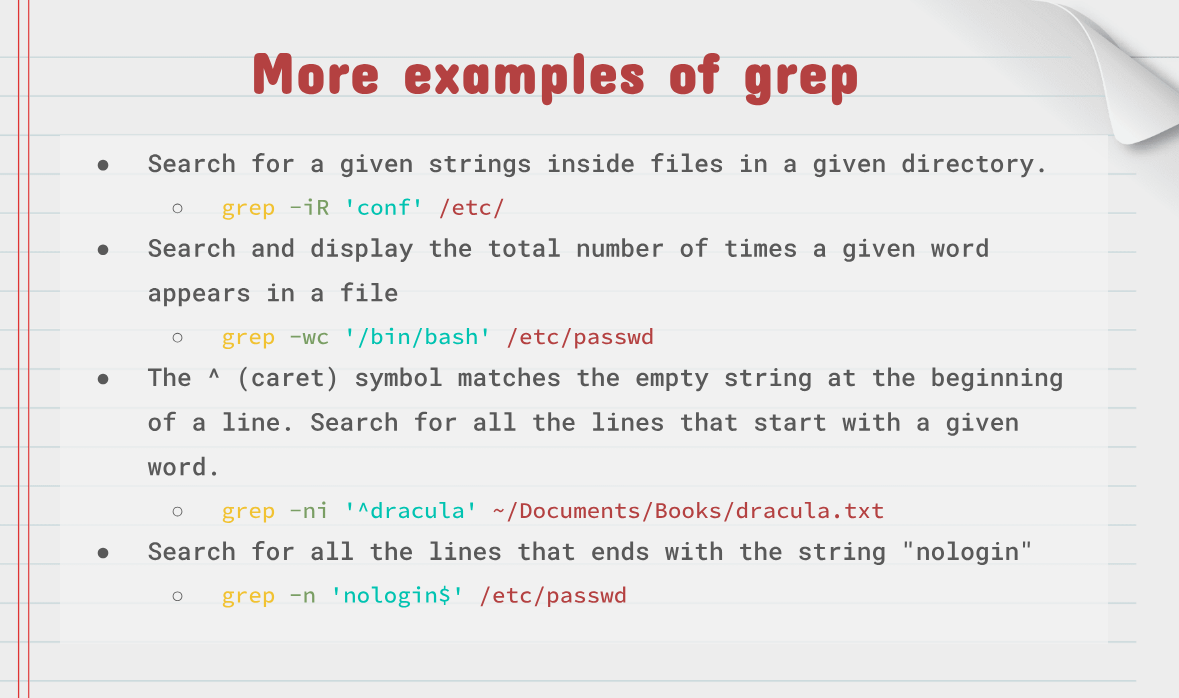 More examples of grep
● Search for a given strings inside files in a given directory.
○ grep -iR 'conf' /etc/
● Search and display the total number of times a given word
appears in a file
○ grep -wc '/bin/bash' /etc/passwd
● The ^ (caret) symbol matches the empty string at the beginning
of a line. Search for all the lines that start with a given
word.
○ grep -ni '^dracula' ~/Documents/Books/dracula.txt
● Search for all the lines that ends with the string "nologin"
○ grep -n 'nologin$' /etc/passwd